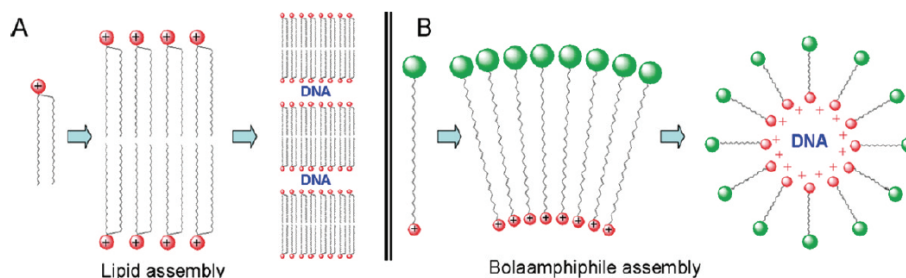 A
DNA
DNA
Lipid assembly
B
DNA
Bolaamphiphile assembly